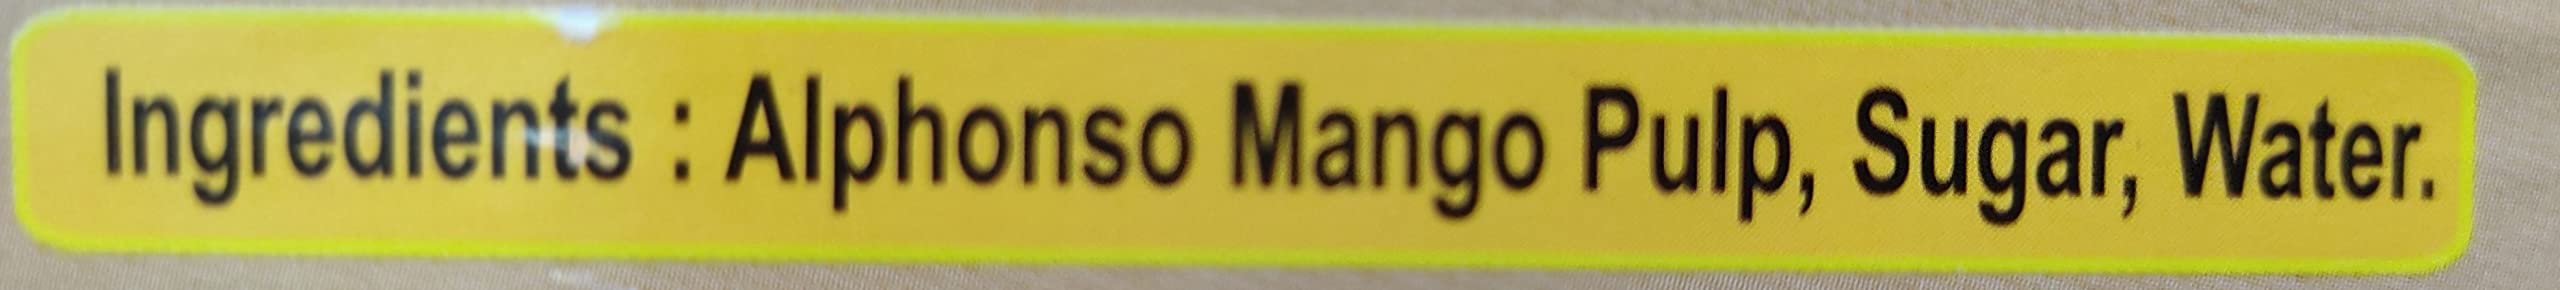 Ingredients : Alphonso Mango Pulp, Sugar, Water.